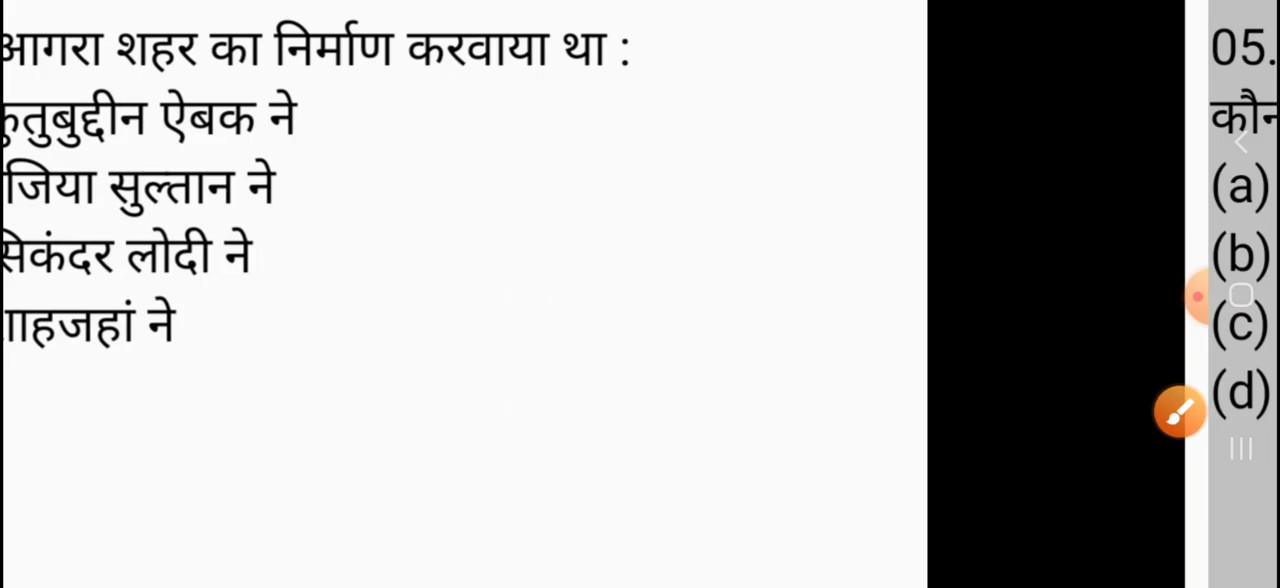 आगरा शहर का निर्माण करवाया था :
कुतुबुद्दीन ऐबक ने
जिया सुल्तान ने
सिकंदर लोदी ने
शाहजहां ने
05.
(a)
(b)
(c)
(d)